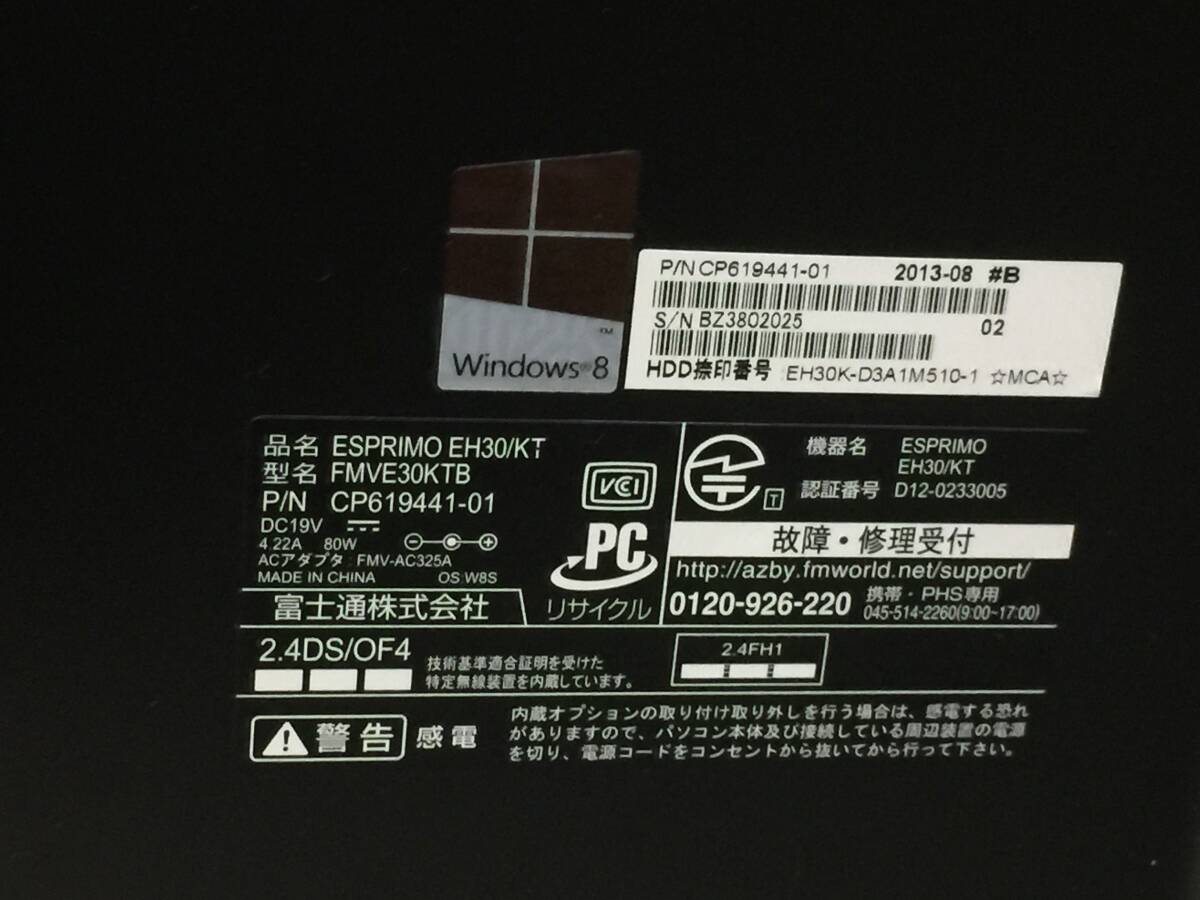 Windows®8
™
P/N CP619441-01 2013-08 #B
S/N BZ3802025 02
HDD捺印番号 EH30K-D3A1M510-1 ☆MCA☆
品名 ESPRIMO EH30/KT
型名 FMVE30KTB
P/N CP619441-01
DC19V
4.22A 80W
ACアダプタ FMV-AC325A
MADE IN CHINA OS:W8S
富士通株式会社
VCI
PC
リサイクル
T
機器名 ESPRIMO
EH30/KT
認証番号 D12-0233005
故障・修理受付
http://azby.fmworld.net/support/
0120-926-220 携帯・PHS専用
045-514-2260(9:00~17:00)
2.4DS/OF4
技術基準適合証明を受けた
特定無線装置を内蔵しています。
2.4FH1
警告 感電
内蔵オプションの取り付け取り外しを行う場合は、感電する恐れ
がありますので、パソコン本体及び接続している周辺装置の電源
を切り、電源コードをコンセントから抜いてから行って下さい。